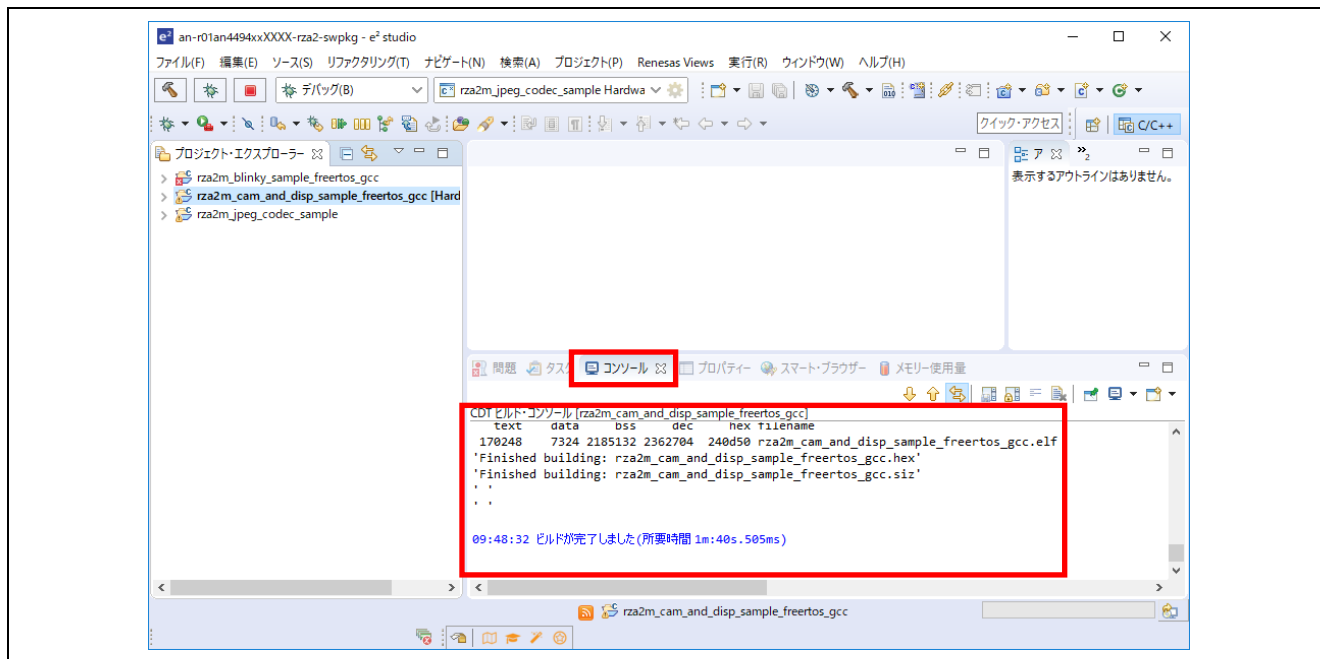 an-r01an4494xxXXXX-rza2-swpkg - e² studio
ファイル(F) 編集(E) ソース(S) リファクタリング(T) ナビゲート(N) 検索(A) プロジェクト(P) Renesas Views 実行(R) ウィンドウ(W) ヘルプ(H)
デバッグ(B) rza2m_jpeg_codec_sample Hardwa
クイック・アクセス C/C++
プロジェクト・エクスプローラー
ア
»2
rza2m_blinky_sample_freertos_gcc
rza2m_cam_and_disp_sample_freertos_gcc [Hard
rza2m_jpeg_codec_sample
表示するアウトラインはありません。
問題 タスク コンソール プロパティー スマート・ブラウザー メモリー使用量
CDT ビルド・コンソール [rza2m_cam_and_disp_sample_freertos_gcc]
text data bss dec hex filename
170248 7324 2185132 2362704 240d50 rza2m_cam_and_disp_sample_freertos_gcc.elf
'Finished building: rza2m_cam_and_disp_sample_freertos_gcc.hex'
'Finished building: rza2m_cam_and_disp_sample_freertos_gcc.siz'
' '
' '
09:48:32 ビルドが完了しました(所要時間 1m:40s.505ms)
rza2m_cam_and_disp_sample_freertos_gcc